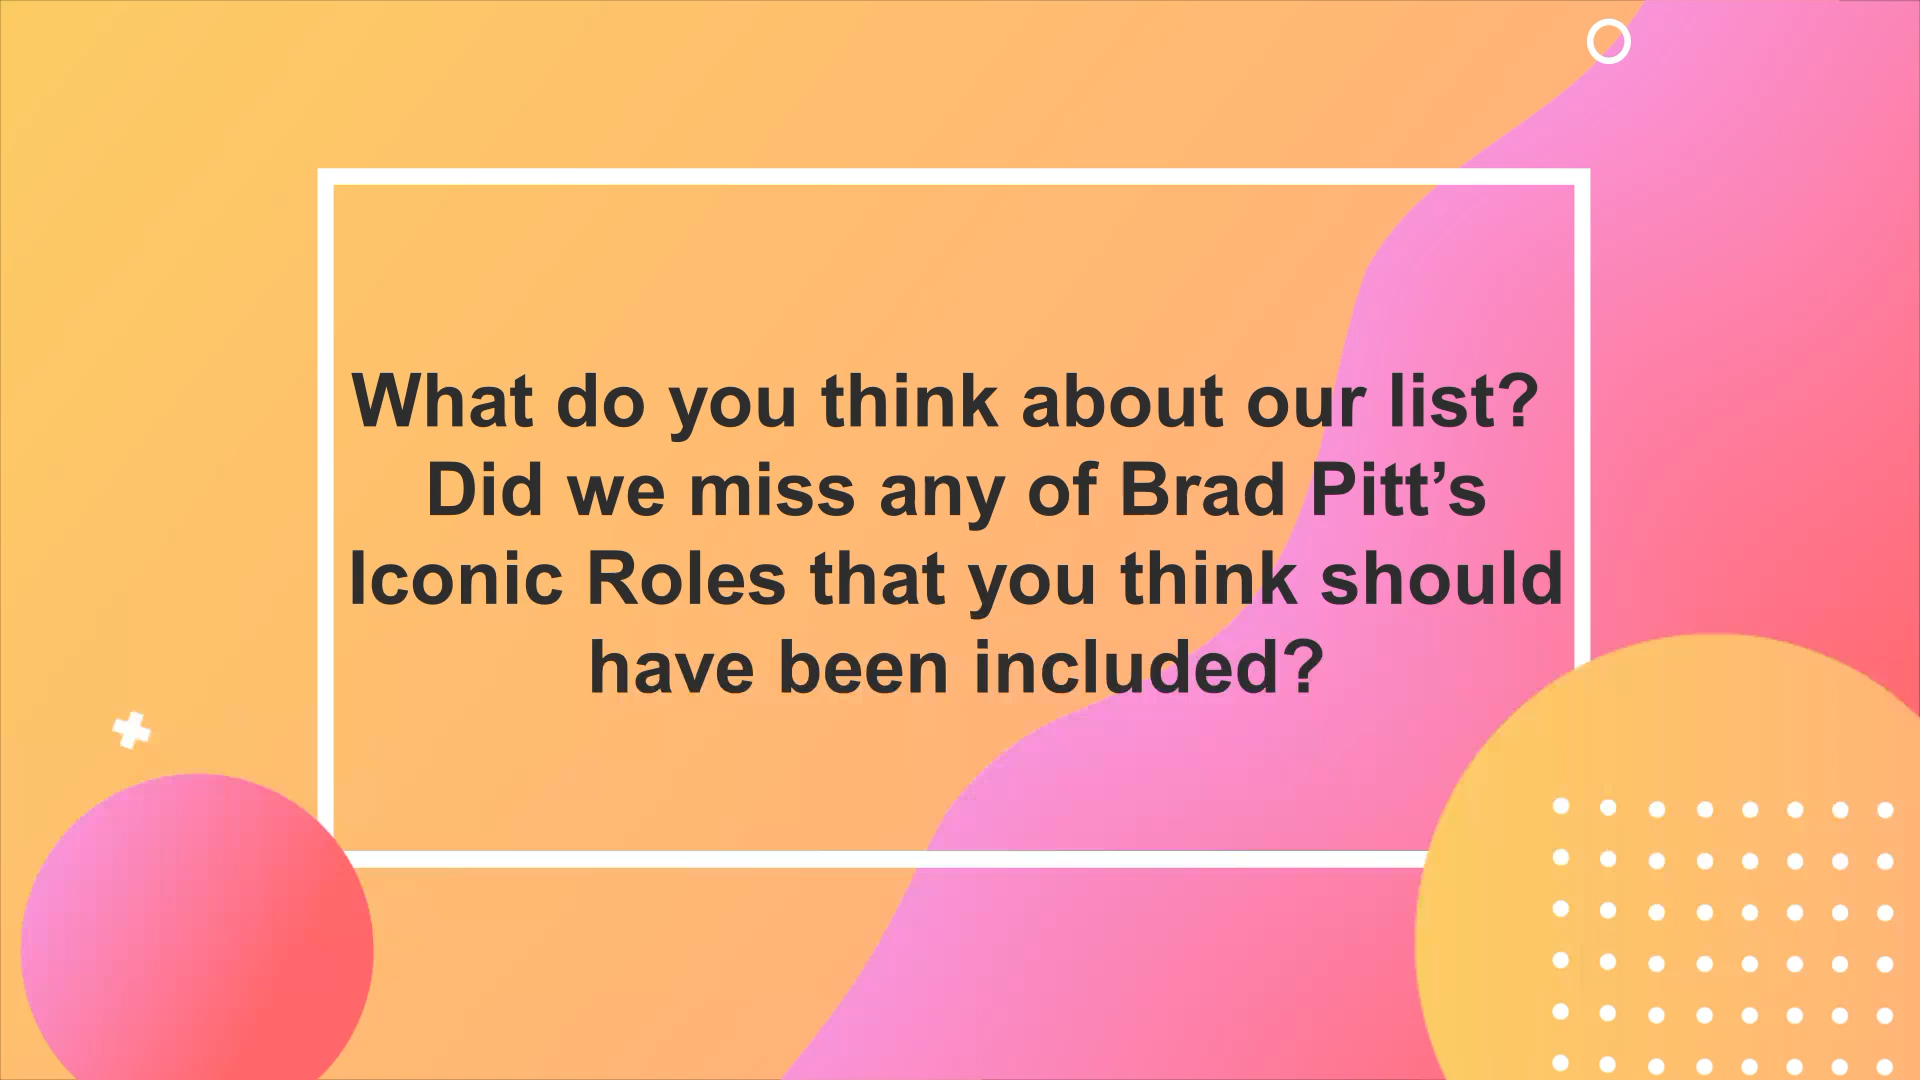 What do you think about our list?
Did we miss any of Brad Pitt’s
Iconic Roles that you think should
have been included?